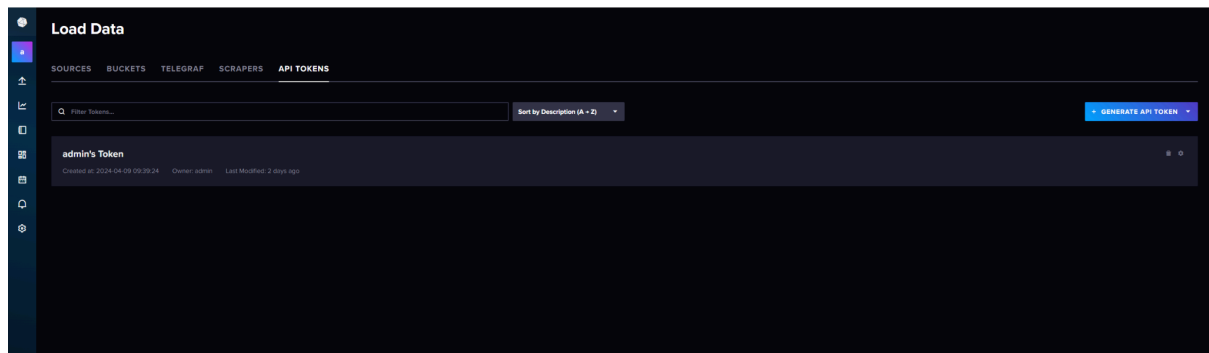 Load Data
a
SOURCES BUCKETS TELEGRAF SCRAPERS API TOKENS
Filter Tokens...
Sort by Description (A → Z)
+ GENERATE API TOKEN
admin's Token
Created at: 2024-04-09 09:39:24 Owner: admin Last Modified: 2 days ago